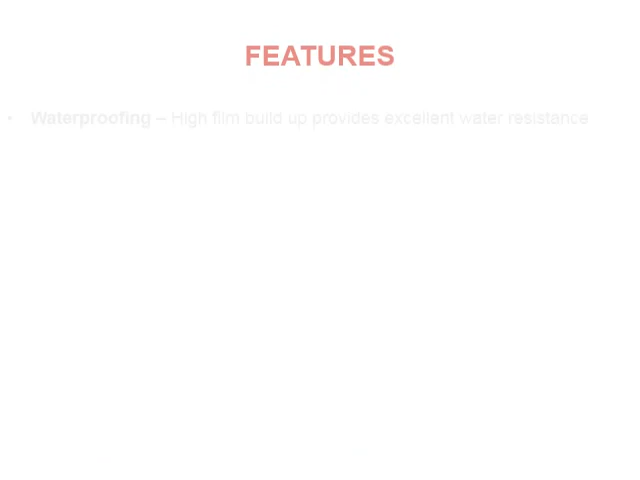 FEATURES
• Waterproofing – High film build up provides excellent water resistance